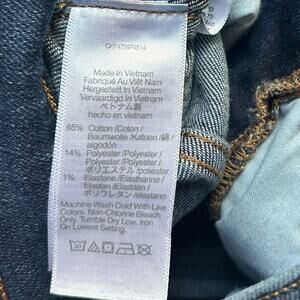 Made In Vietnam
Fabriqué Au Viêt Nam
Hergestellt In Vietnam
Vervaardigd In Vietnam
ベトナム製
hecho en vietnam
85% Cotton /Coton /
Baumwolle /Katoen / 綿 /
algodón
14% Polyester /Polyester /
Polyester / Polyester /
ポリエステル /poliéster
1% Elastane /Elasthanne /
Elastan /Elastaan /
ポリウレタン /elastano
Machine Wash Cold With Like
Colors. Non-Chlorine Bleach
Only. Tumble Dry Low. Iron
On Lowest Setting.